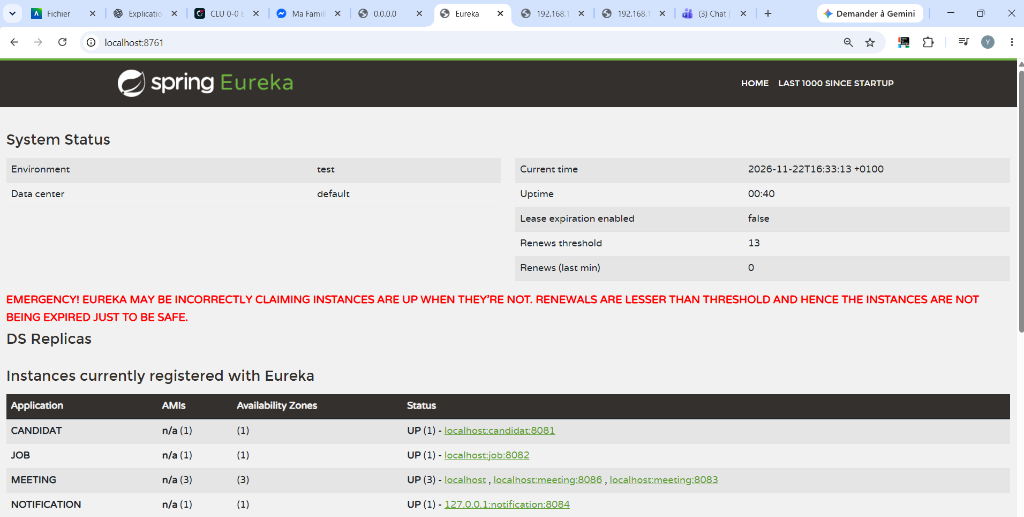 Fichier
Explicatio
CLU 0-0 E
Ma Famil
0.0.0.0
Eureka
192.168.1
192.168.1
(3) Chat
Demander à Gemini
localhost:8761
Y
spring Eureka
HOME LAST 1000 SINCE STARTUP
System Status
Environment test
Data center default
Current time 2026-11-22T16:33:13 +0100
Uptime 00:40
Lease expiration enabled false
Renews threshold 13
Renews (last min) 0
EMERGENCY! EUREKA MAY BE INCORRECTLY CLAIMING INSTANCES ARE UP WHEN THEY'RE NOT. RENEWALS ARE LESSER THAN THRESHOLD AND HENCE THE INSTANCES ARE NOT
BEING EXPIRED JUST TO BE SAFE.
DS Replicas
Instances currently registered with Eureka
Application AMIs Availability Zones Status
CANDIDAT n/a (1) (1) UP (1) - localhost:candidat:8081
JOB n/a (1) (1) UP (1) - localhost:job:8082
MEETING n/a (3) (3) UP (3) - localhost , localhost:meeting:8086 , localhost:meeting:8083
NOTIFICATION n/a (1) (1) UP (1) - 127.0.0.1:notification:8084